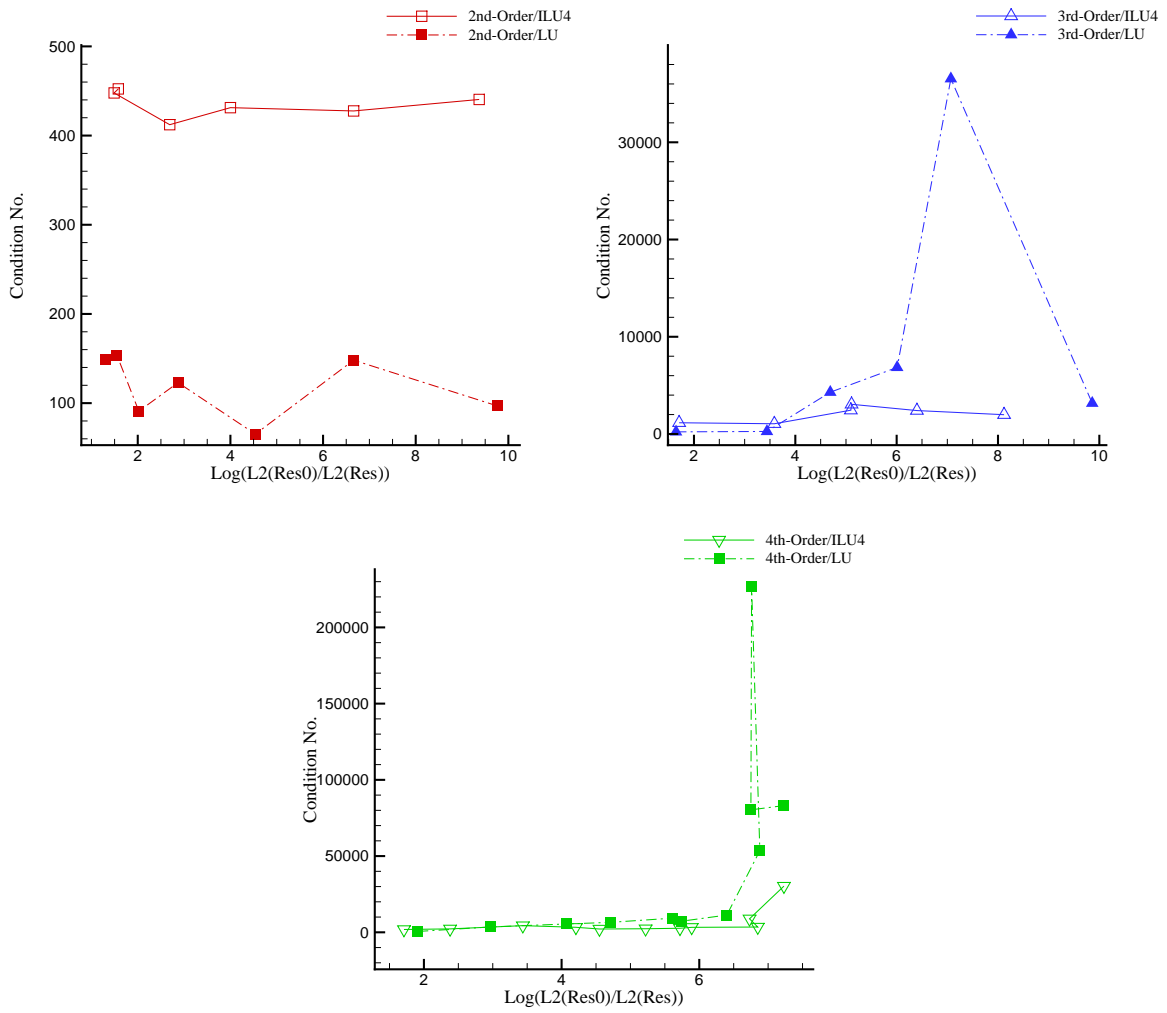 2nd-Order/ILU4
2nd-Order/LU
500
400
300
200
100
Condition No.
2
4
6
8
10
Log(L2(Res0)/L2(Res))
3rd-Order/ILU4
3rd-Order/LU
30000
20000
10000
0
Condition No.
2
4
6
8
10
Log(L2(Res0)/L2(Res))
4th-Order/ILU4
4th-Order/LU
200000
150000
100000
50000
0
Condition No.
2
4
6
Log(L2(Res0)/L2(Res))